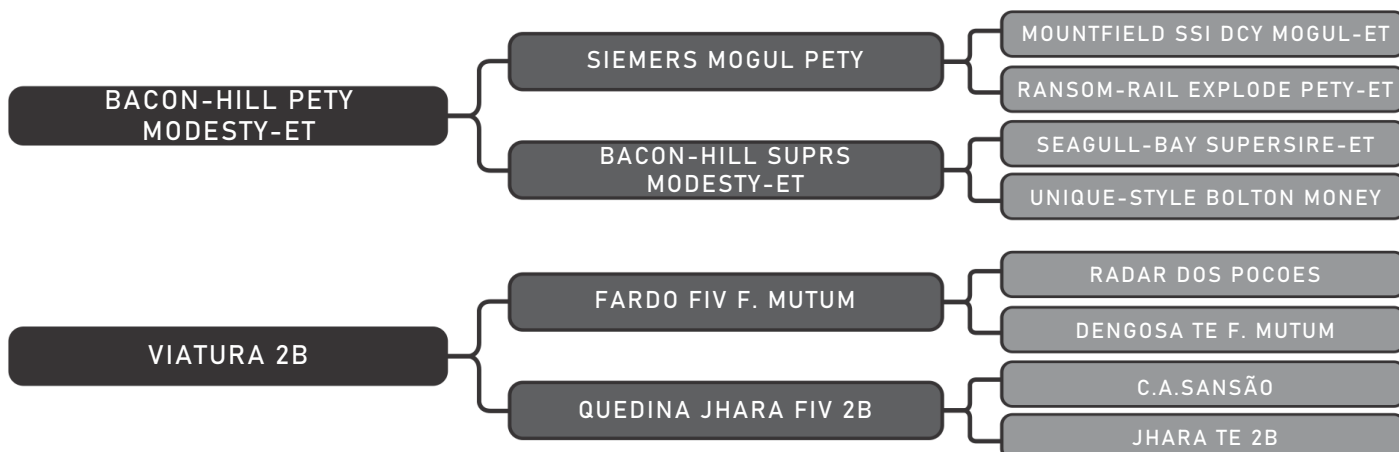 BACON-HILL PETY
MODESTY-ET
SIEMERS MOGUL PETY
MOUNTFIELD SSI DCY MOGUL-ET
RANSOM-RAIL EXPLODE PETY-ET
BACON-HILL SUPRS
MODESTY-ET
SEAGULL-BAY SUPERSIRE-ET
UNIQUE-STYLE BOLTON MONEY
VIATURA 2B
FARDO FIV F. MUTUM
RADAR DOS POCOES
DENGOSA TE F. MUTUM
QUEDINA JHARA FIV 2B
C.A.SANSÃO
JHARA TE 2B